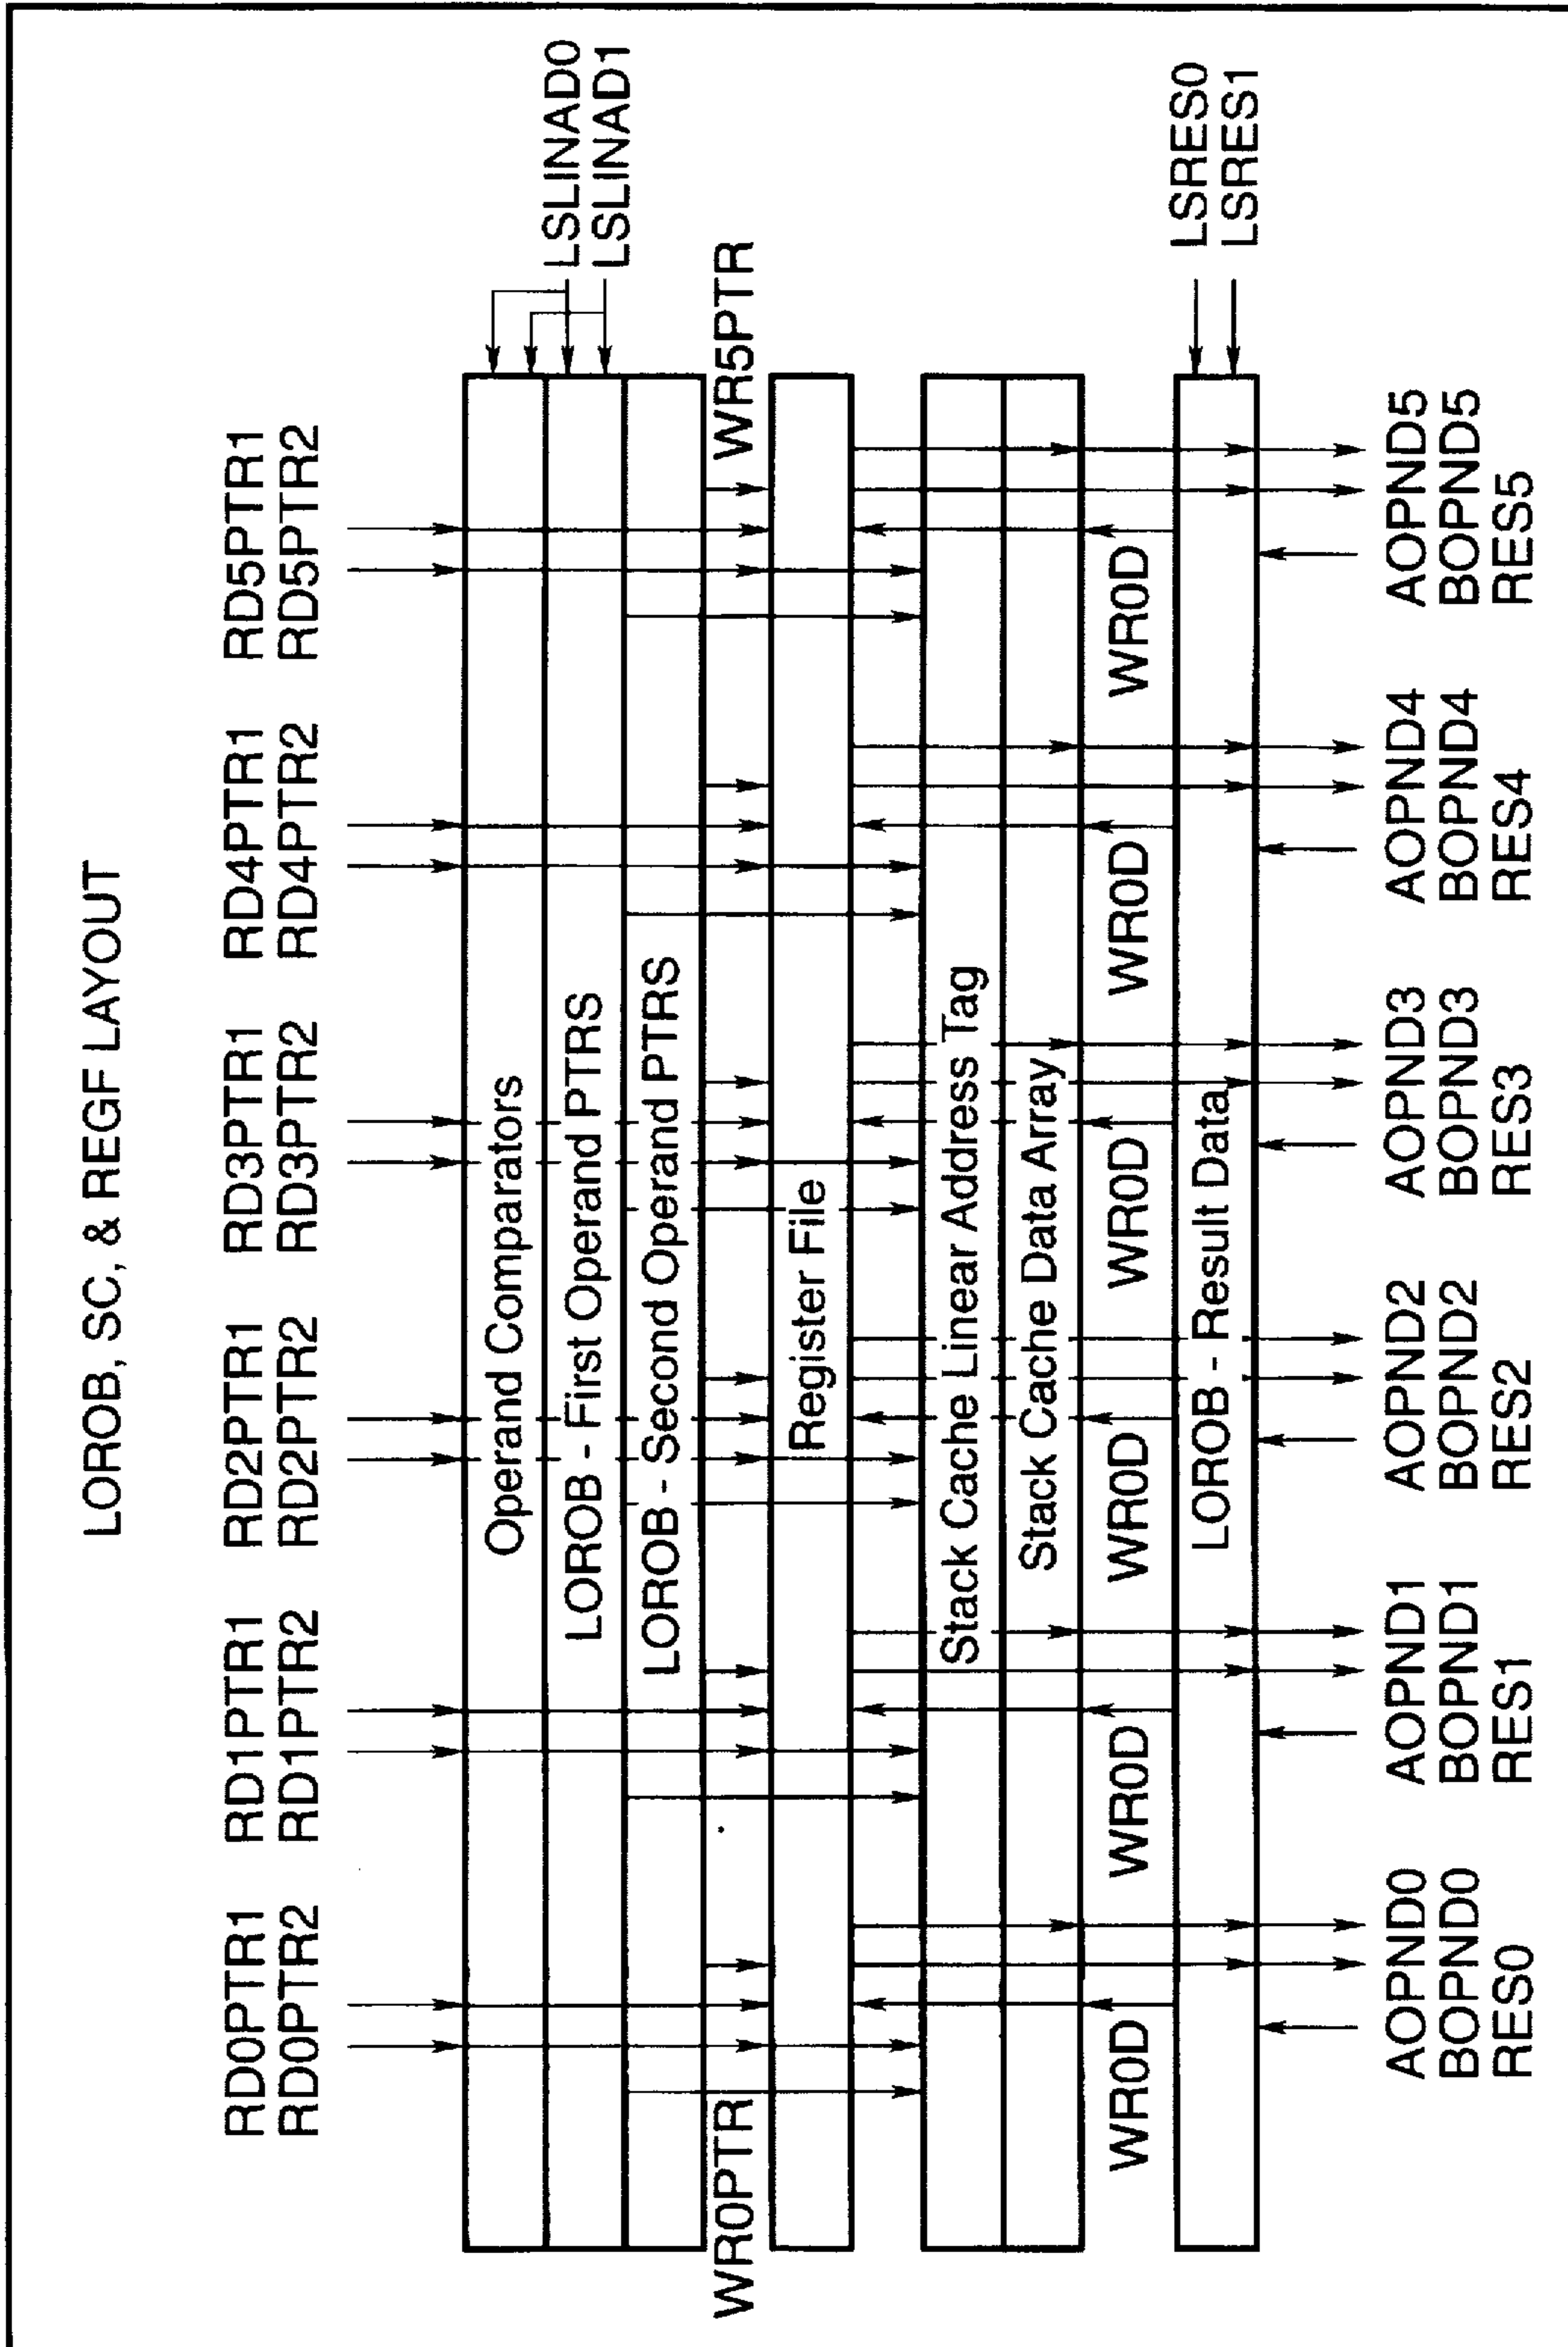 LOROB, SC, & REGF LAYOUT
RD0PTR1 RD1PTR1 RD2PTR1 RD3PTR1 RD4PTR1 RD5PTR1
RD0PTR2 RD1PTR2 RD2PTR2 RD3PTR2 RD4PTR2 RD5PTR2
Operand Comparators
LSLINAD0
LOROB - First Operand PTRS
LSLINAD1
LOROB - Second Operand PTRS
WR0PTR WR5PTR
Register File
Stack Cache Linear Address Tag
Stack Cache Data Array
WR0D WR0D WR0D WR0D WR0D WR0D
LSRES0
LOROB - Result Data
LSRES1
AOPND0 AOPND1 AOPND2 AOPND3 AOPND4 AOPND5
BOPND0 BOPND1 BOPND2 BOPND3 BOPND4 BOPND5
RES0 RES1 RES2 RES3 RES4 RES5